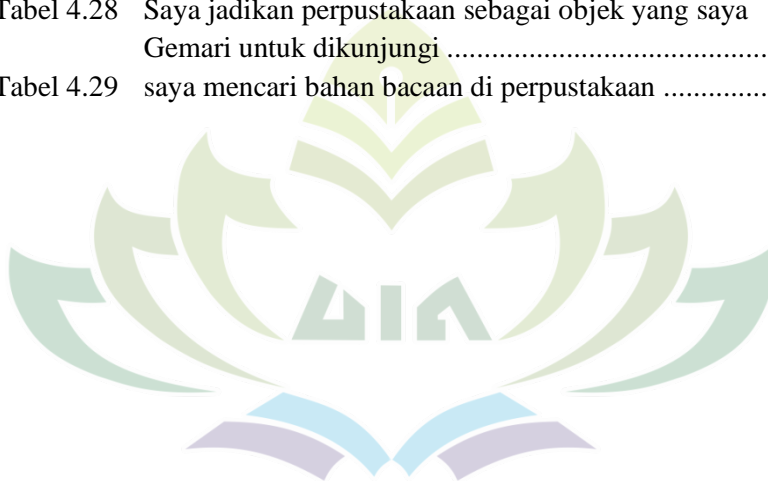 Tabel 4.28 Saya jadikan perpustakaan sebagai objek yang saya
Gemari untuk dikunjungi .......................................
Tabel 4.29 saya mencari bahan bacaan di perpustakaan ..............
UIN